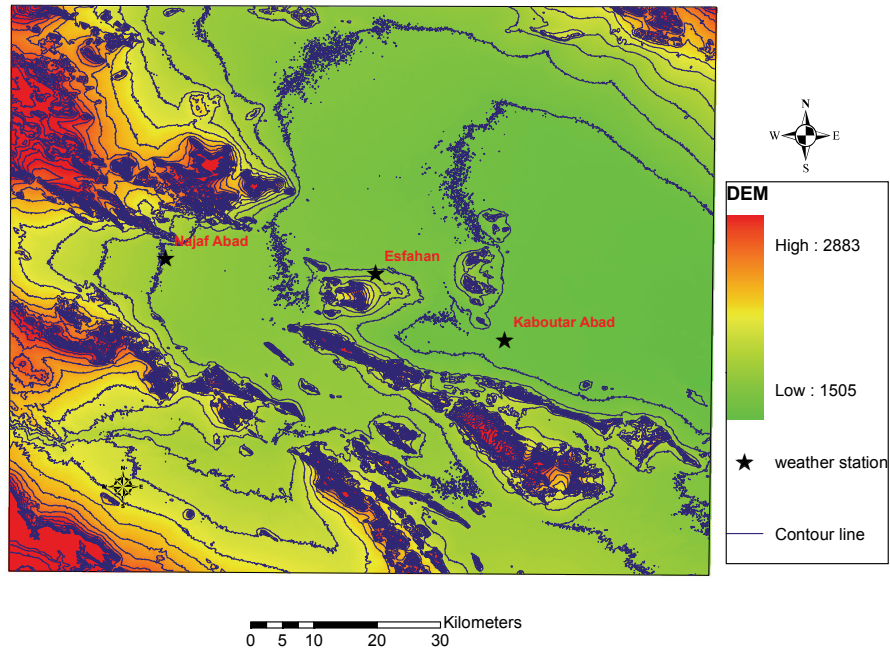 Najaf Abad
Esfahan
Kaboutar Abad
N
W E
S
DEM
High : 2883
Low : 1505
weather station
Contour line
Kilometers
0 5 10 20 30